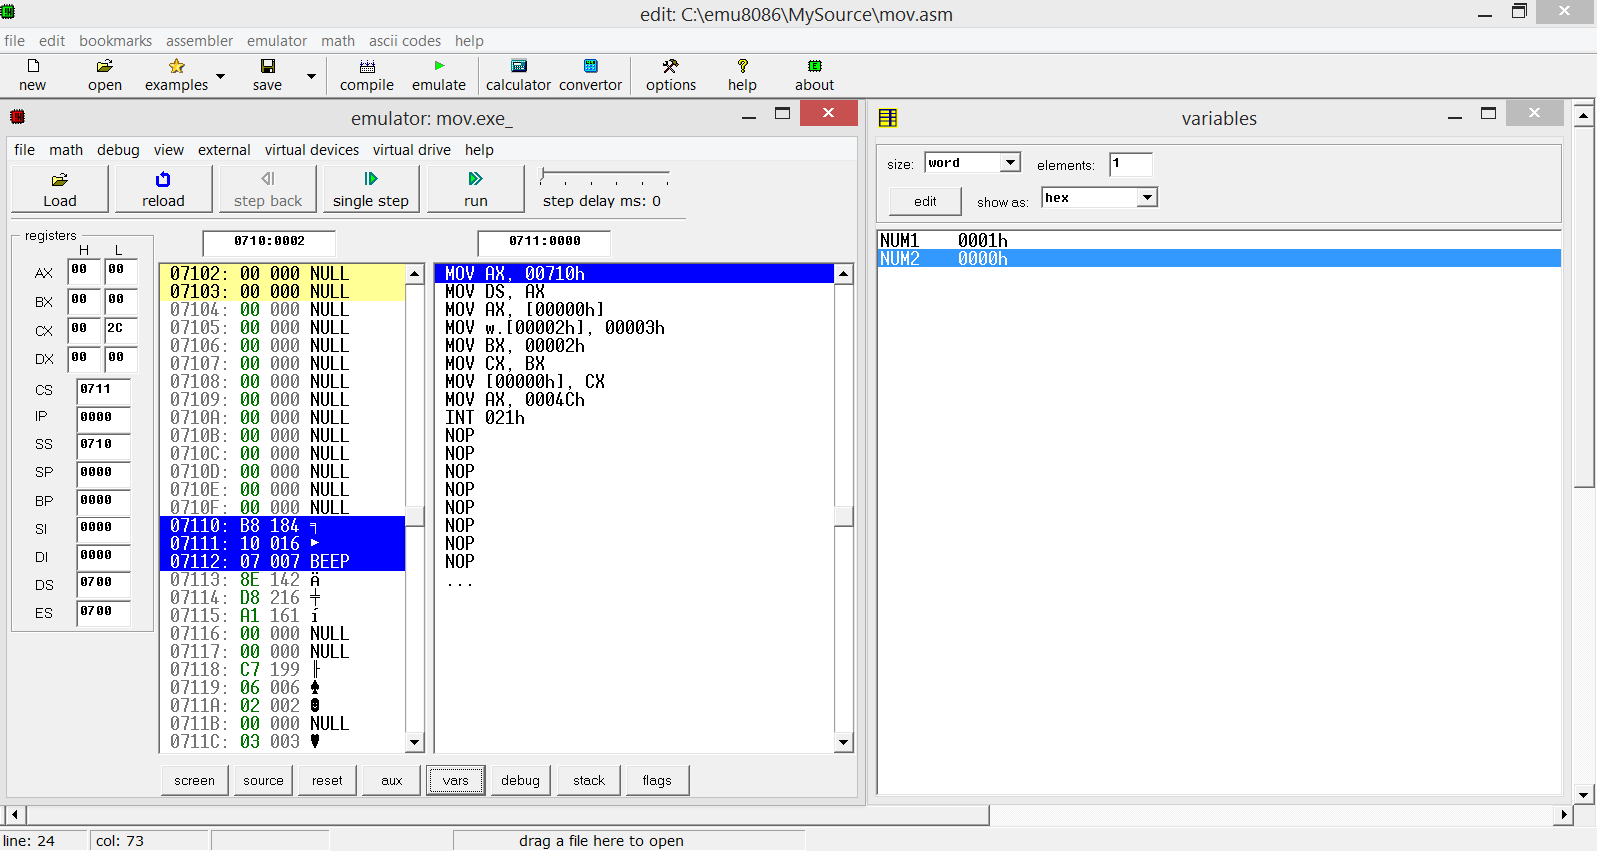 edit: C:\emu8086\MySource\mov.asm
file edit bookmarks assembler emulator math ascii codes help
new open examples save compile emulate calculator convertor options help about
emulator: mov.exe_
file math debug view external virtual devices virtual drive help
Load reload step back single step run step delay ms: 0
registers
H L
AX 00 00
BX 00 00
CX 00 2C
DX 00 00
CS 0711
IP 0000
SS 0710
SP 0000
BP 0000
SI 0000
DI 0000
DS 0700
ES 0700
0710:0002
07102: 00 000 NULL
07103: 00 000 NULL
07104: 00 000 NULL
07105: 00 000 NULL
07106: 00 000 NULL
07107: 00 000 NULL
07108: 00 000 NULL
07109: 00 000 NULL
0710A: 00 000 NULL
0710B: 00 000 NULL
0710C: 00 000 NULL
0710D: 00 000 NULL
0710E: 00 000 NULL
0710F: 00 000 NULL
07110: B8 184 ╕
07111: 10 016 ►
07112: 07 007 BEEP
07113: 8E 142 Ä
07114: D8 216 ╪
07115: A1 161 í
07116: 00 000 NULL
07117: 00 000 NULL
07118: C7 199 ╟
07119: 06 006 ♠
0711A: 02 002 ☻
0711B: 00 000 NULL
0711C: 03 003 ♥
0711:0000
MOV AX, 00710h
MOV DS, AX
MOV AX, [00000h]
MOV w.[00002h], 00003h
MOV BX, 00002h
MOV CX, BX
MOV [00000h], CX
MOV AX, 0004Ch
INT 021h
NOP
NOP
NOP
NOP
NOP
NOP
NOP
NOP
...
screen source reset aux vars debug stack flags
variables
size: word elements: 1
edit show as: hex
NUM1 0001h
NUM2 0000h
line: 24 col: 73 drag a file here to open